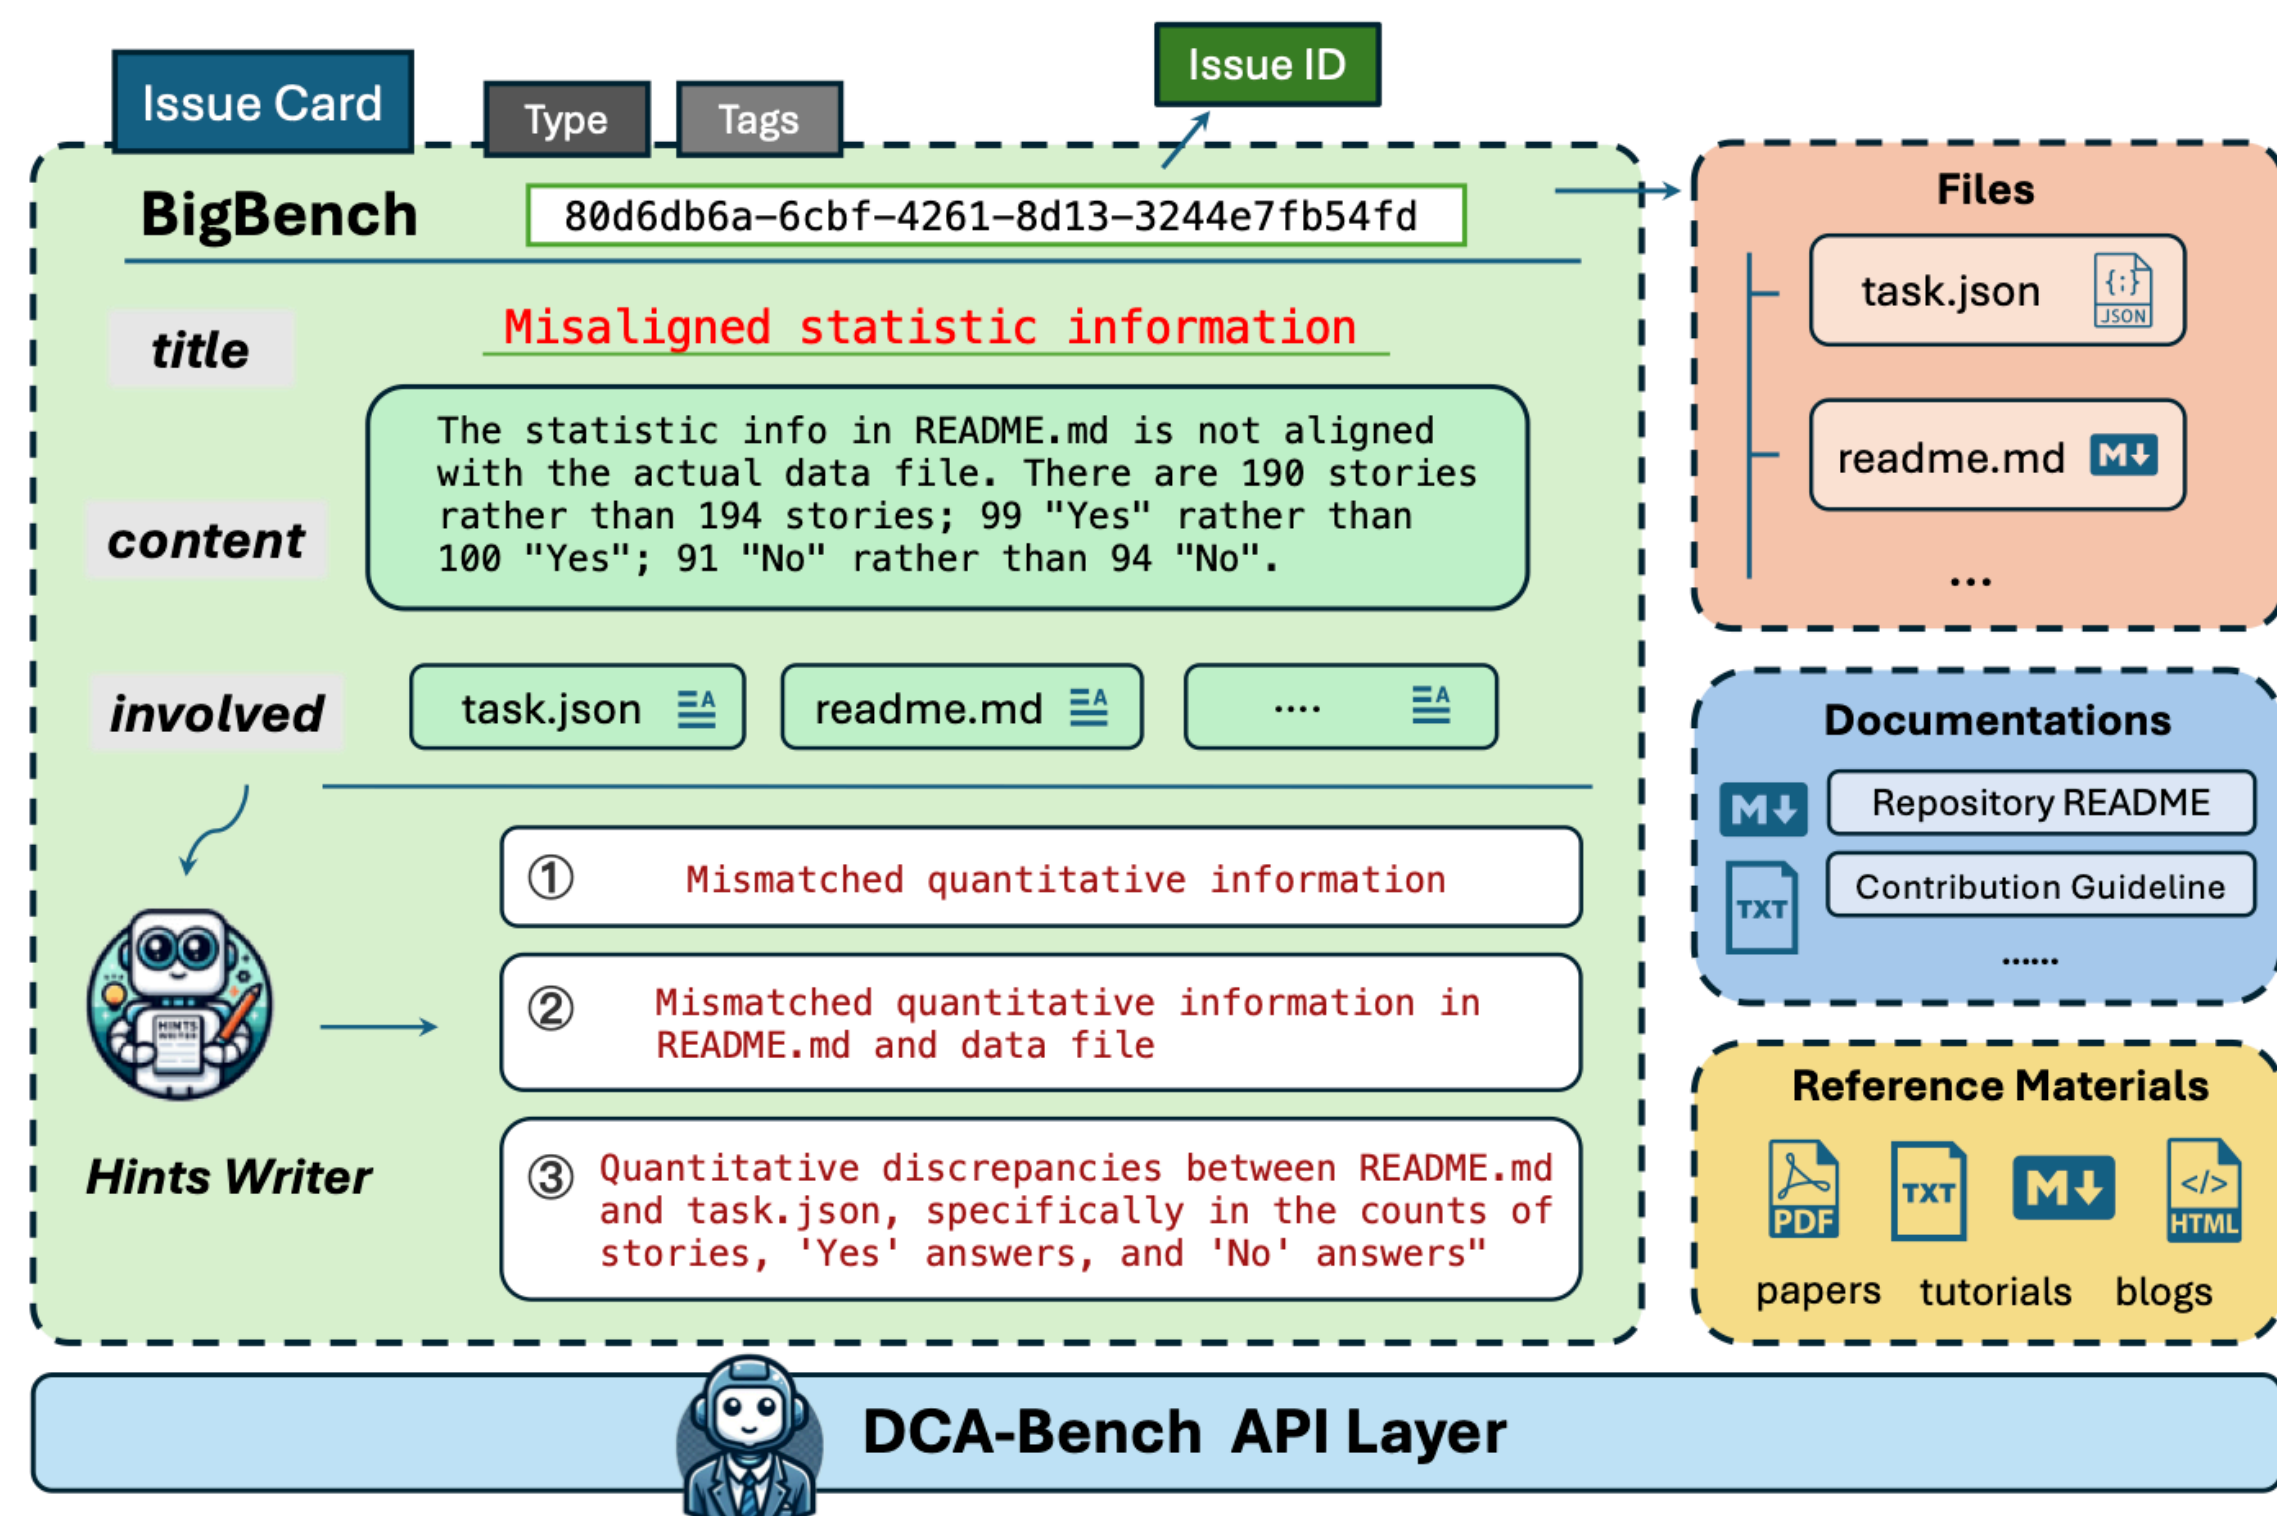 Issue Card
Type
Tags
Issue ID
BigBench
80d6db6a-6cbf-4261-8d13-3244e7fb54fd
title
Misaligned statistic information
content
The statistic info in README.md is not aligned
with the actual data file. There are 190 stories
rather than 194 stories; 99 "Yes" rather than
100 "Yes"; 91 "No" rather than 94 "No".
involved
task.json
A
readme.md
A
....
A
HINTS
WRITER
Hints Writer
① Mismatched quantitative information
② Mismatched quantitative information in
README.md and data file
③ Quantitative discrepancies between README.md
and task.json, specifically in the counts of
stories, 'Yes' answers, and 'No' answers"
Files
task.json
{;}
JSON
readme.md
M
...
Documentations
M
Repository README
TXT
Contribution Guideline
......
Reference Materials
PDF
TXT
M
</>
HTML
papers
tutorials
blogs
DCA-Bench API Layer